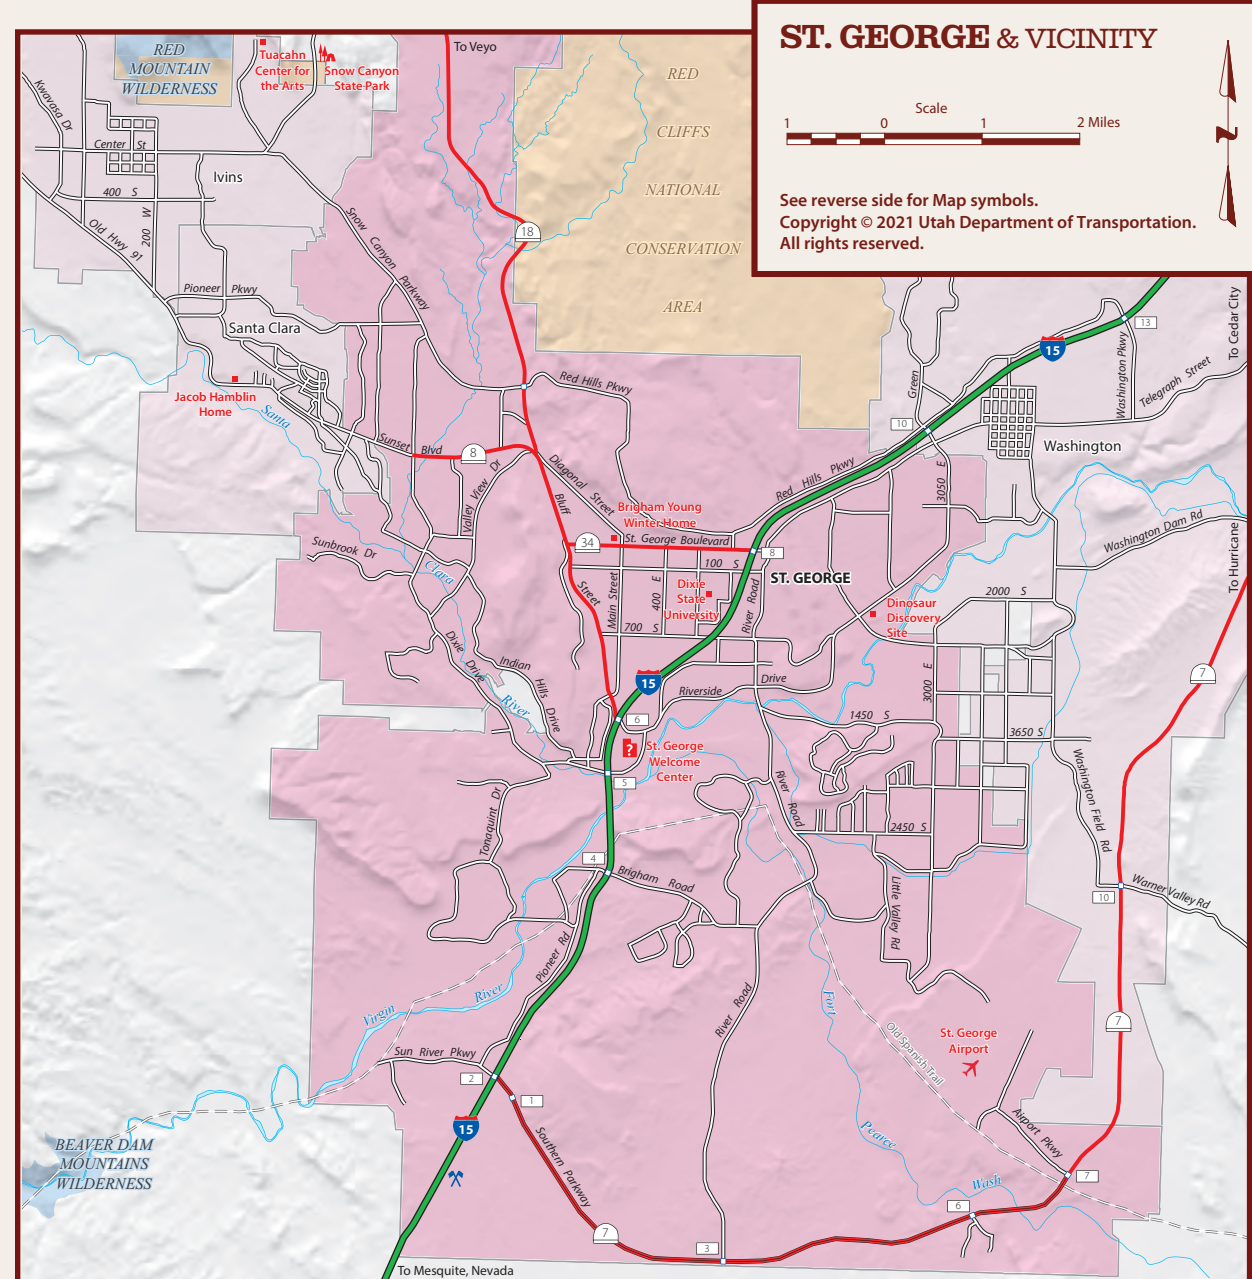 ST. GEORGE & VICINITY
Scale
1 0 1 2 Miles
N
See reverse side for Map symbols.
Copyright © 2021 Utah Department of Transportation.
All rights reserved.
RED
MOUNTAIN
WILDERNESS
Tuacahn
Center for
the Arts
Snow Canyon
State Park
To Veyo
RED
CLIFFS
NATIONAL
CONSERVATION
AREA
Kwavasa Dr
Center St
Ivins
400 S
200 W
Old Hwy 91
Snow Canyon Parkway
18
Pioneer Pkwy
Santa Clara
Jacob Hamblin
Home
Santa
Clara
River
Red Hills Pkwy
Sunset Blvd
8
Valley View Dr
Diagonal Street
Bluff
Street
Brigham Young
Winter Home
34
St. George Boulevard
100 S
8
ST. GEORGE
Red Hills Pkwy
15
13
To Cedar City
Washington Pkwy
Telegraph Street
Green
10
Washington
3050 E
Washington Dam Rd
To Hurricane
Sunbrook Dr
Main Street
400 E
Dixie
State
University
River Road
700 S
Dinosaur
Discovery
Site
2000 S
Dixie Drive
Indian Hills Drive
15
Riverside Drive
3000 E
7
1450 S
3650 S
6
?
St. George
Welcome
Center
5
River Road
Washington Field Rd
Tonaquint Dr
2450 S
4
Brigham Road
Little Valley Rd
Warner Valley Rd
10
Pioneer Rd
Virgin River
River Road
Fort
Pearce
Wash
Old Spanish Trail
St. George
Airport
7
Sun River Pkwy
2
1
15
Airport Pkwy
BEAVER DAM
MOUNTAINS
WILDERNESS
Southern Parkway
7
6
7
3
To Mesquite, Nevada